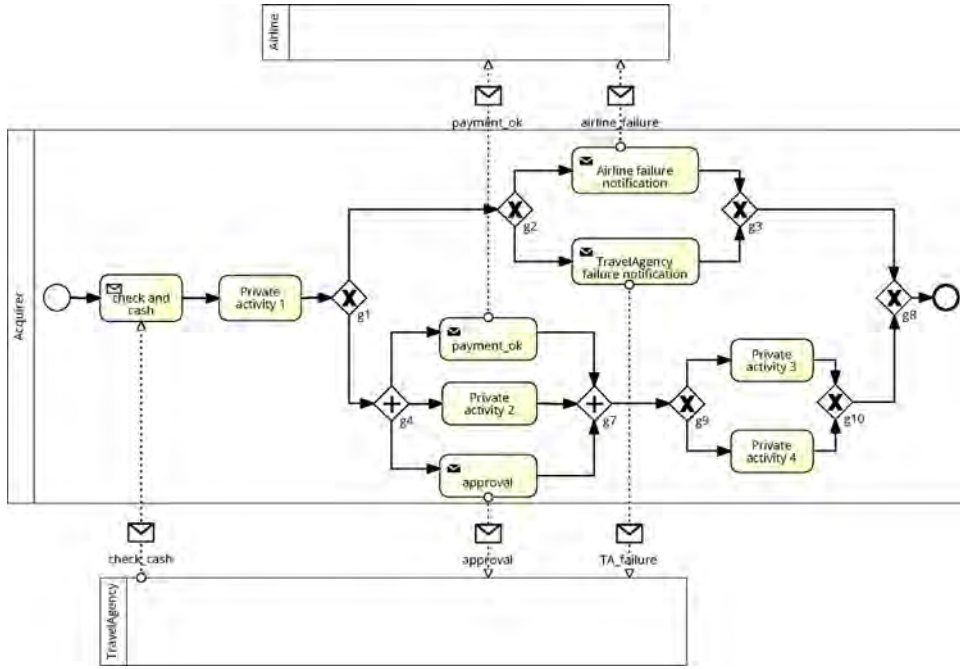 Airline
payment_ok
airline_failure
Acquirer
Airline failure
notification
g2
g3
TravelAgency
failure notification
check and
cash
Private
activity 1
g1
g8
payment_ok
Private
activity 2
approval
g4
g7
g9
Private
activity 3
Private
activity 4
g10
check_cash
approval
TA_failure
TravelAgency